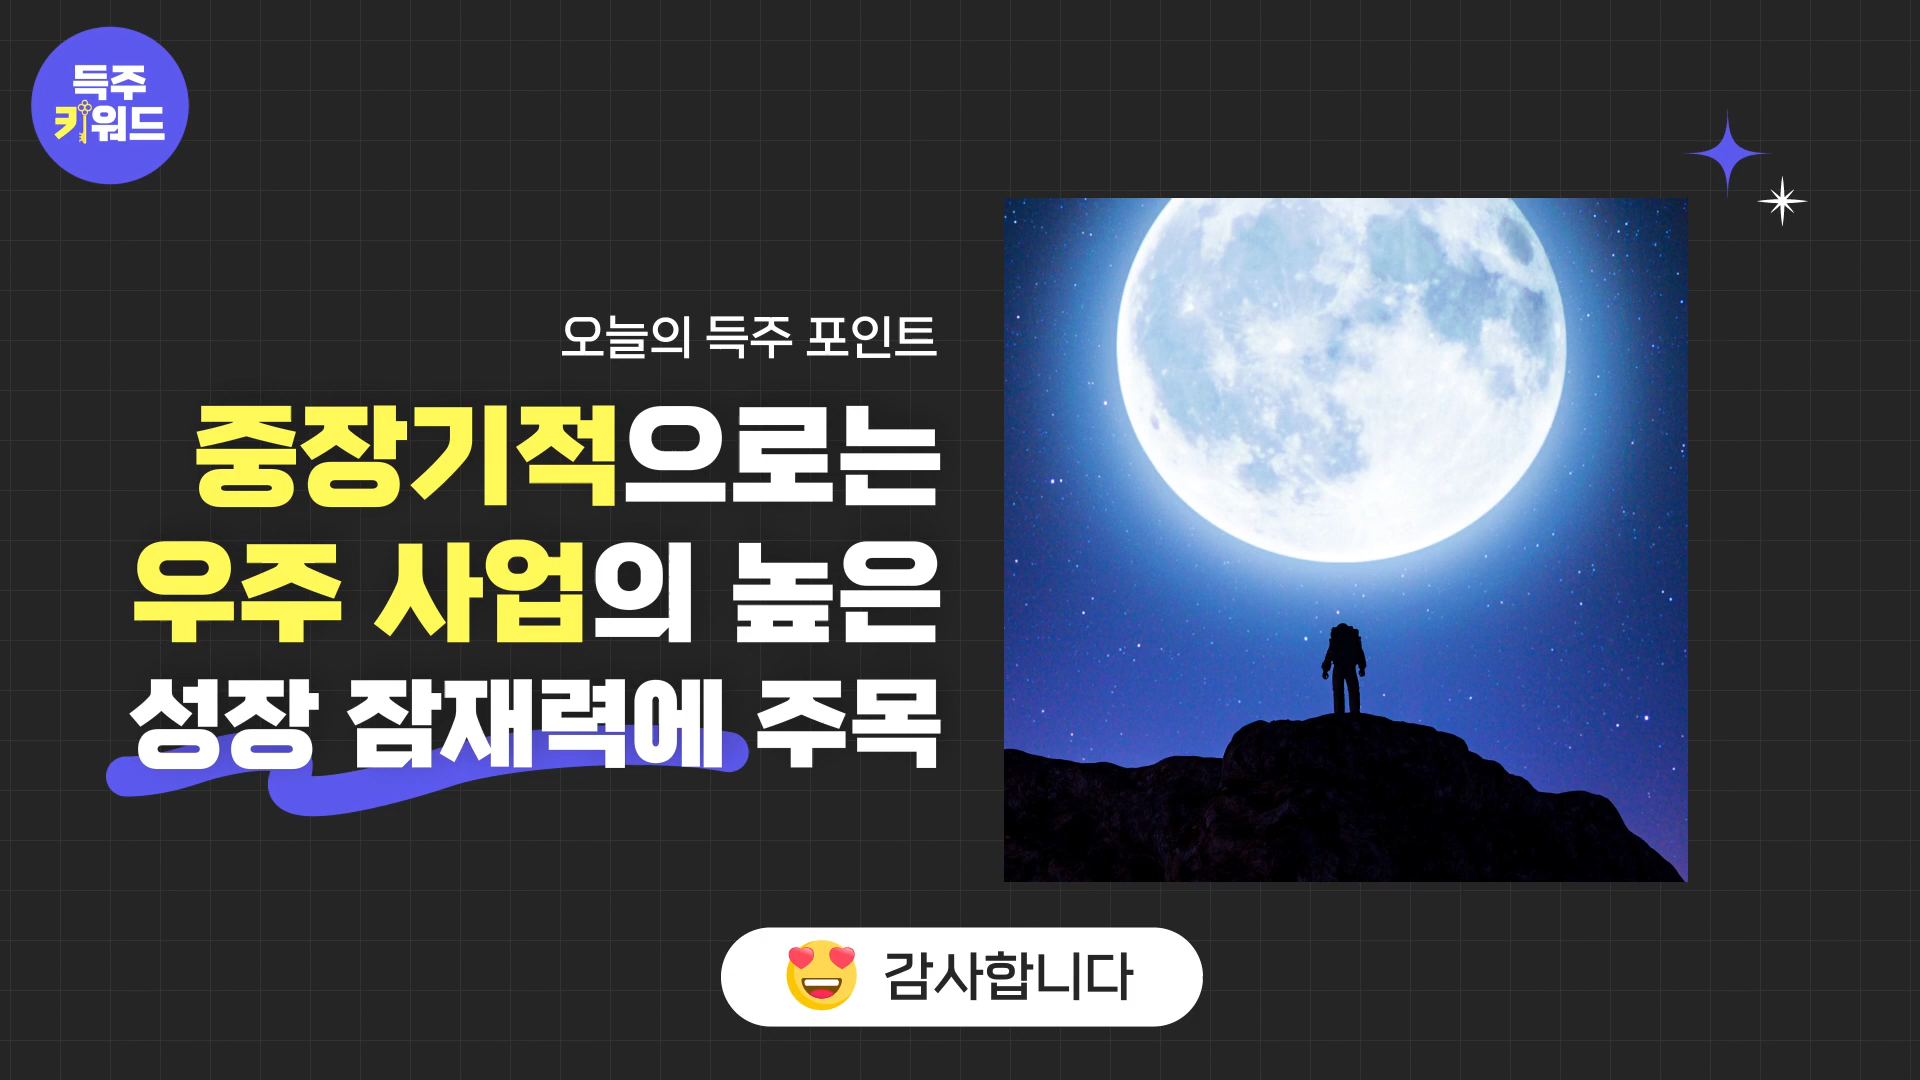 득주
키워드
오늘의 득주 포인트
중장기적으로는
우주 사업의 높은
성장 잠재력에 주목
감사합니다